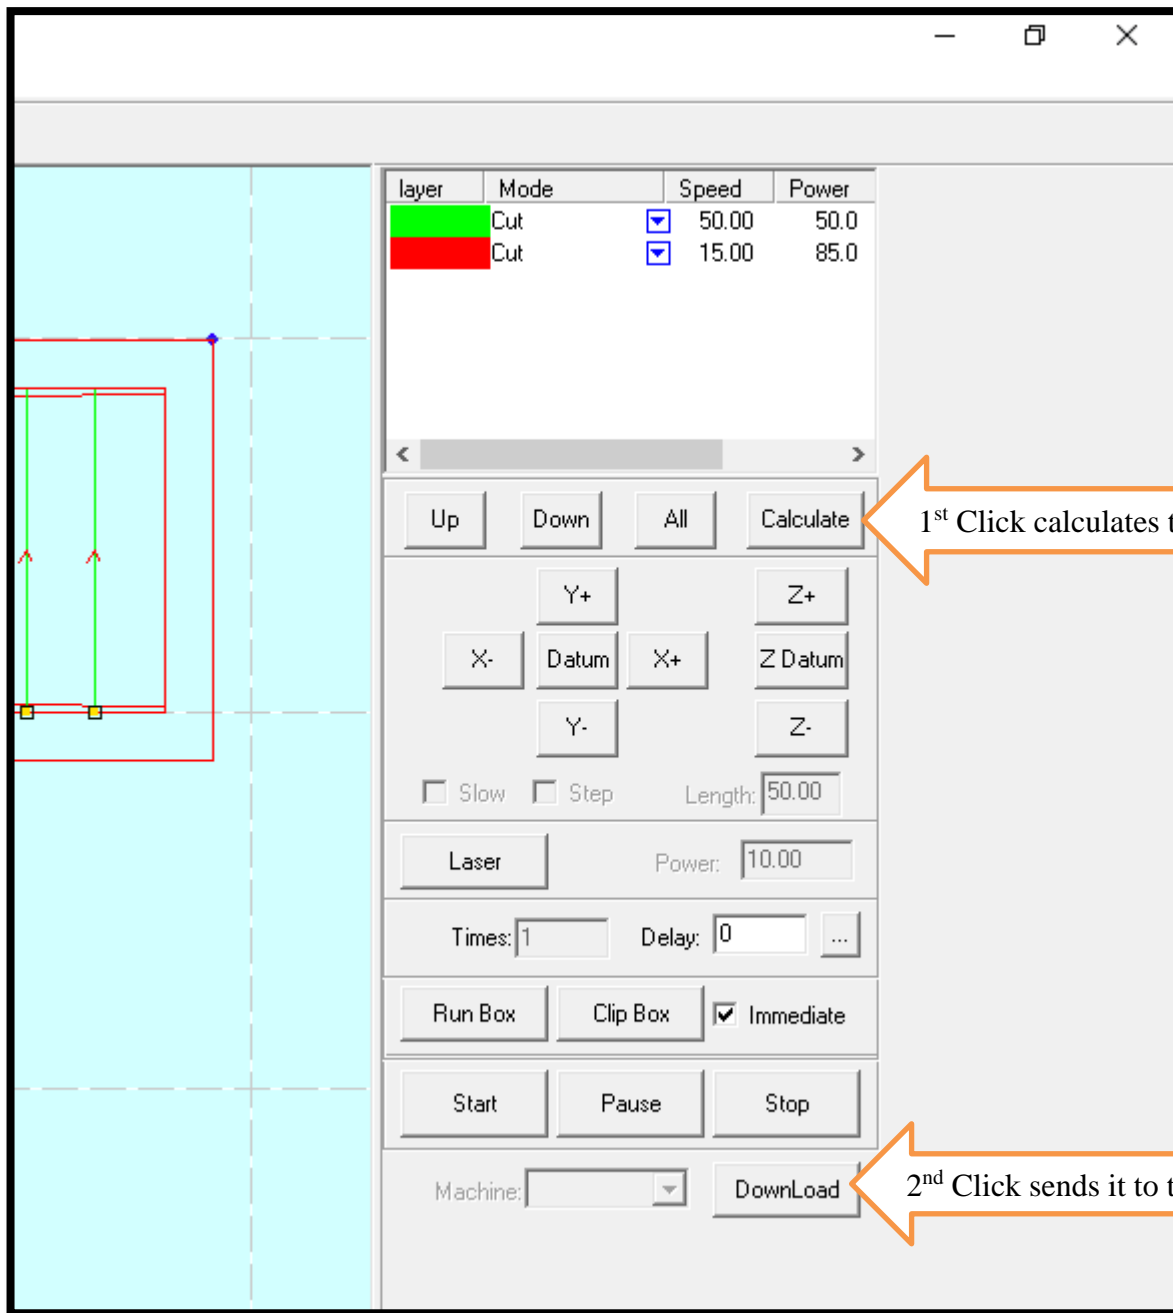 layer Mode Speed Power
Cut 50.00 50.0
Cut 15.00 85.0
Up Down All Calculate
1st Click calculates t
Y+ Z+
X- Datum X+ Z Datum
Y- Z-
Slow Step Length: 50.00
Laser Power: 10.00
Times: 1 Delay: 0 ...
Run Box Clip Box Immediate
Start Pause Stop
Machine: DownLoad
2nd Click sends it to t